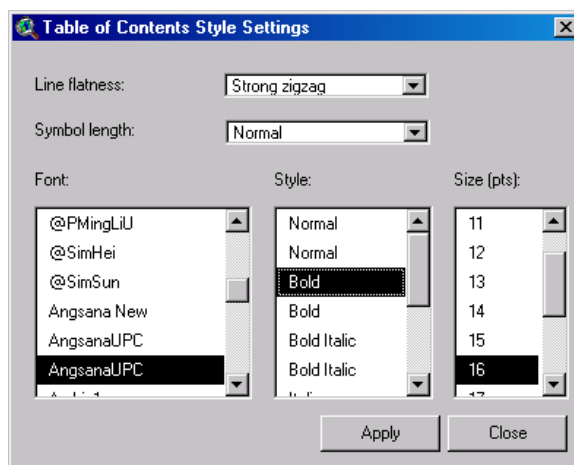 Table of Contents Style Settings
Line flatness:
Strong zigzag
Symbol length:
Normal
Font:
@PMingLiU
@SimHei
@SimSun
Angsana New
AngsanaUPC
AngsanaUPC
Style:
Normal
Normal
Bold
Bold
Bold Italic
Bold Italic
Size (pts):
11
12
13
14
15
16
17
Apply
Close